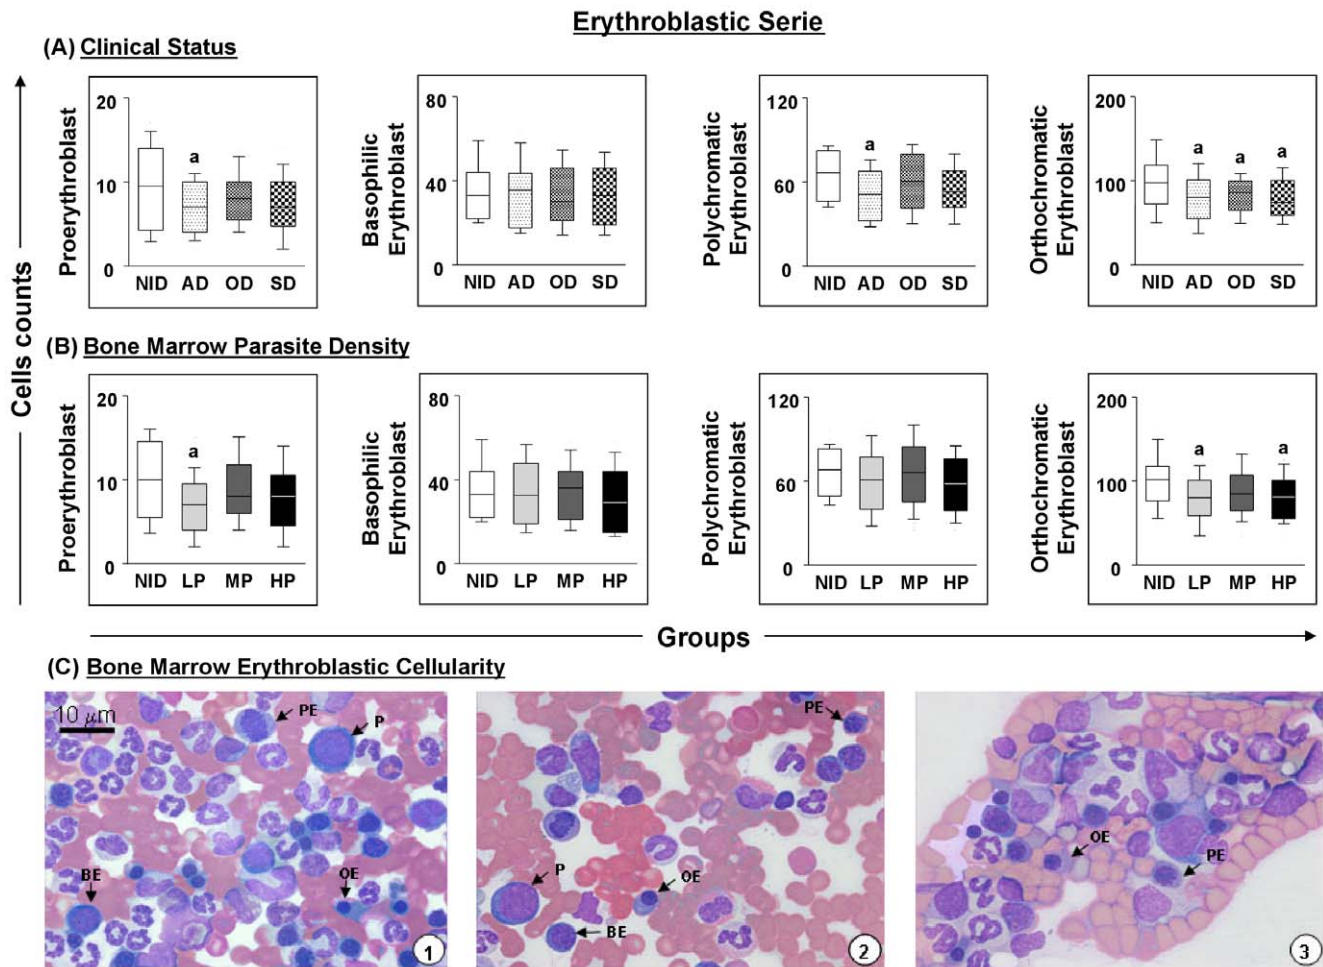 Erythroblastic Serie
(A) Clinical Status
Cells counts
Proerythroblast
20
10
0
a
NID AD OD SD
Basophilic
Erythroblast
80
40
0
NID AD OD SD
Polychromatic
Erythroblast
120
60
0
a
NID AD OD SD
Orthochromatic
Erythroblast
200
100
0
a a a
NID AD OD SD
(B) Bone Marrow Parasite Density
Proerythroblast
20
10
0
a
NID LP MP HP
Basophilic
Erythroblast
80
40
0
NID LP MP HP
Polychromatic
Erythroblast
120
60
0
NID LP MP HP
Orthochromatic
Erythroblast
200
100
0
a a
NID LP MP HP
Groups
(C) Bone Marrow Erythroblastic Cellularity
10 μm
PE
P
BE
OE
1
PE
P
OE
BE
2
OE
PE
3